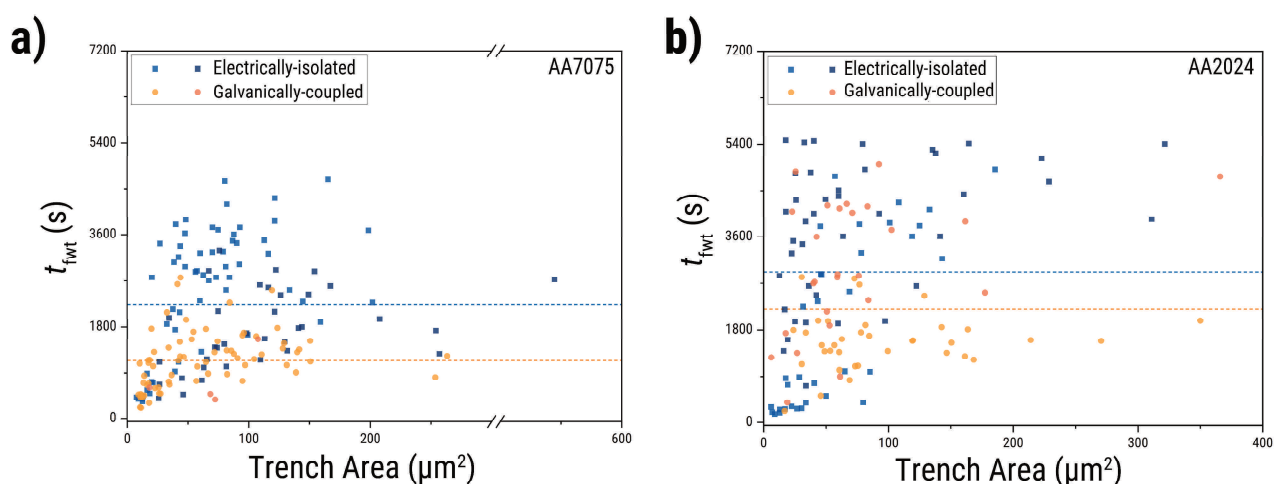 a)
7200
5400
3600
1800
0
t_fwt (s)
Electrically-isolated
Galvanically-coupled
AA7075
0 100 200 600
Trench Area (μm²)
b)
7200
5400
3600
1800
0
t_fwt (s)
Electrically-isolated
Galvanically-coupled
AA2024
0 100 200 300 400
Trench Area (μm²)